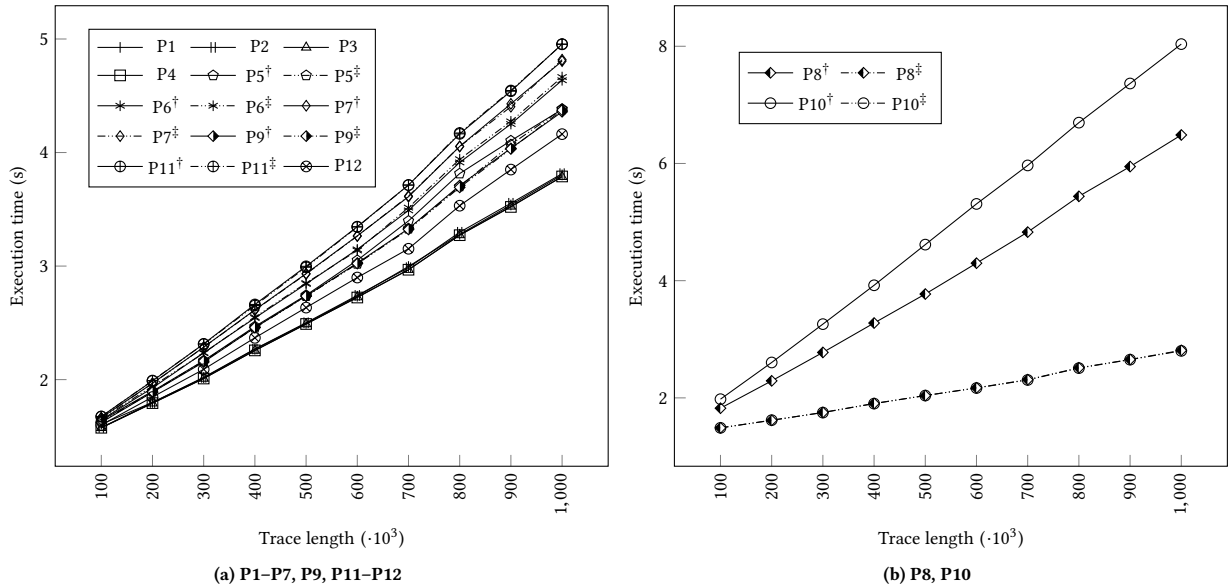 5
4
3
2
Execution time (s)
P1 P2 P3
P4 P5† P5‡
P6† P6‡ P7†
P7‡ P9† P9‡
P11† P11‡ P12
100 200 300 400 500 600 700 800 900 1,000
Trace length (·10³)
(a) P1–P7, P9, P11–P12
8
6
4
2
Execution time (s)
P8† P8‡
P10† P10‡
100 200 300 400 500 600 700 800 900 1,000
Trace length (·10³)
(b) P8, P10